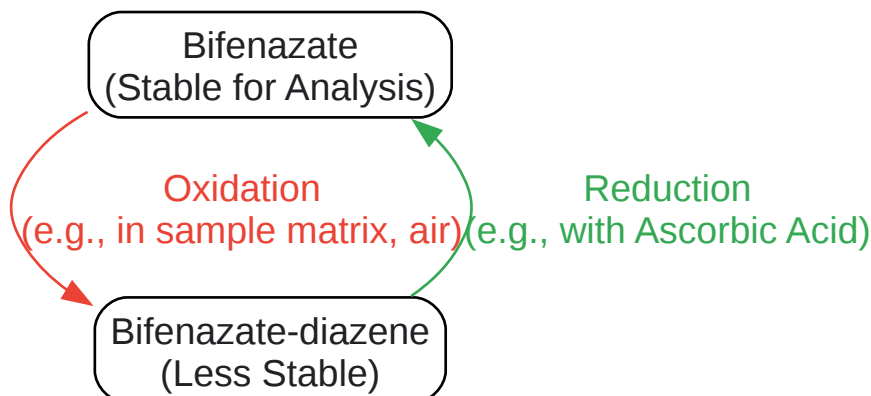 Bifenazate
(Stable for Analysis)
Oxidation
(e.g., in sample matrix, air)
Reduction
(e.g., with Ascorbic Acid)
Bifenazate-diazene
(Less Stable)